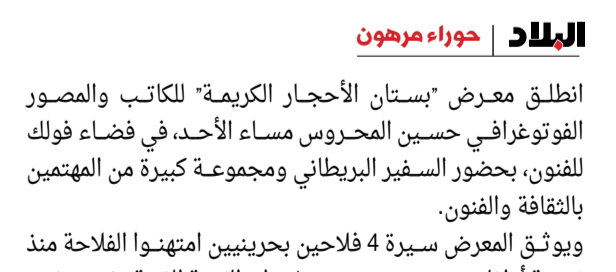 البلاد | حوراء مرهون
انطلق معرض "بستان الأحجار الكريمة" للكاتب والمصور
الفوتوغرافي حسين المحروس مساء الأحد، في فضاء فولك
للفنون، بحضور السفير البريطاني ومجموعة كبيرة من المهتمين
بالثقافة والفنون.
ويوثق المعرض سيرة 4 فلاحين بحرينيين امتهنوا الفلاحة منذ